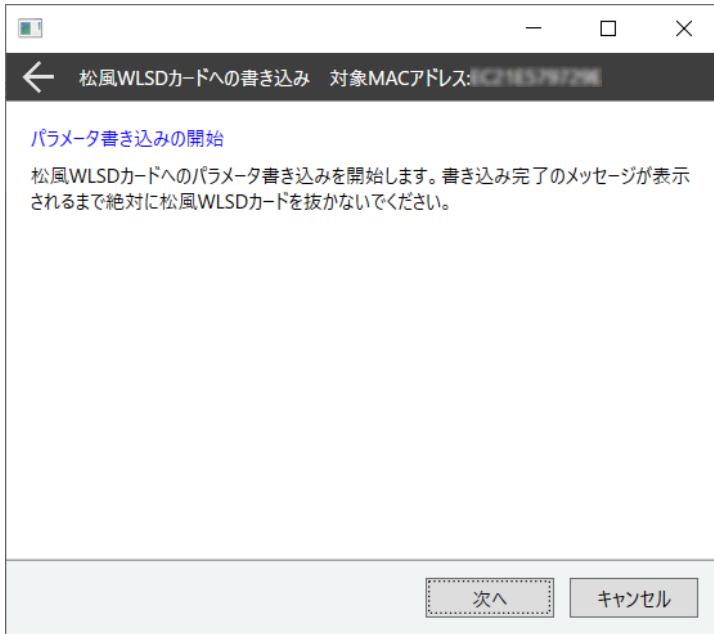 松風WLSDカードへの書き込み　対象MACアドレス:
パラメータ書き込みの開始
松風WLSDカードへのパラメータ書き込みを開始します。書き込み完了のメッセージが表示
されるまで絶対に松風WLSDカードを抜かないでください。
次へ
キャンセル